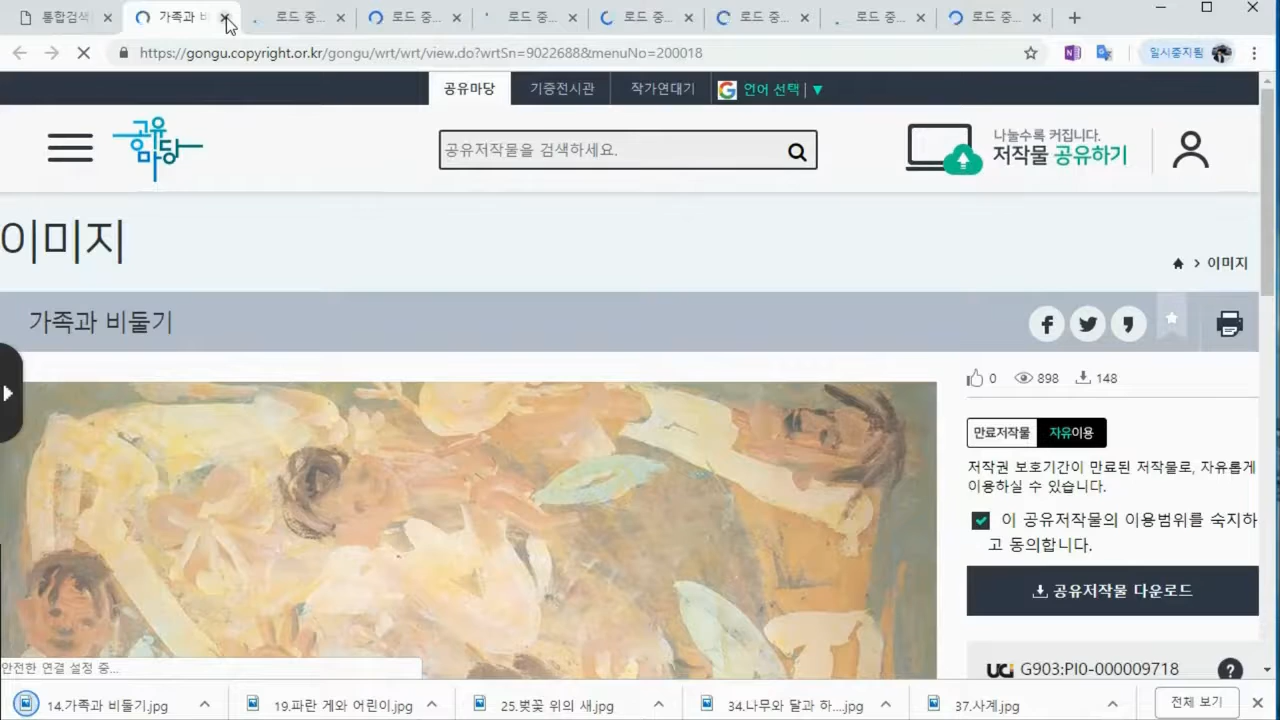 통합검색
가족과 비
로드 중...
로드 중...
로드 중...
로드 중...
로드 중...
로드 중...
로드 중...
https://gongu.copyright.or.kr/gongu/wrt/wrt/view.do?wrtSn=9022688&menuNo=200018
일시중지됨
공유마당
기증전시관
작가연대기
언어 선택 | ▼
공유마당
공유저작물을 검색하세요.
나눌수록 커집니다.
저작물 공유하기
이미지
> 이미지
가족과 비둘기
0
898
148
만료저작물
자유이용
저작권 보호기간이 만료된 저작물로, 자유롭게
이용하실 수 있습니다.
이 공유저작물의 이용범위를 숙지하
고 동의합니다.
공유저작물 다운로드
UCI G903:PI0-000009718
안전한 연결 설정 중...
14.가족과 비둘기.jpg
19.파란 게와 어린이.jpg
25.벚꽃 위의 새.jpg
34.나무와 달과 하....jpg
37.사계.jpg
전체 보기